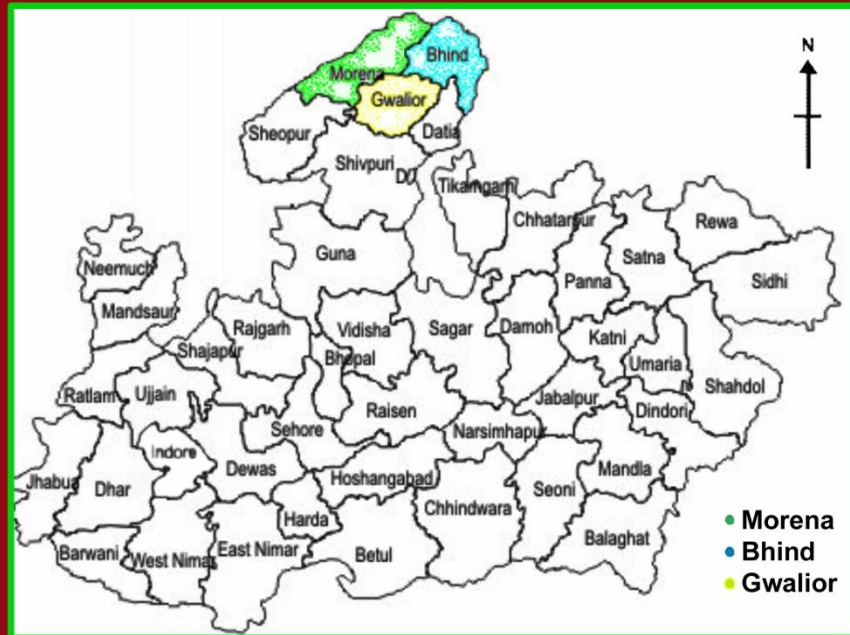 Bhind
N
Morena
Gwalior
Sheopur
Datia
Shivpuri
Tikamgarh
Chhatarpur
Rewa
Guna
Satna
Neemuch
Panna
Sidhi
Mandsaur
Rajgarh
Vidisha
Sagar
Damoh
Katni
Shajapur
Bhopal
Umaria
Ratlam
Ujjain
Shahdol
Raisen
Jabalpur
Dindori
Sehore
Narsimhapur
Indore
Dewas
Mandla
Jhabua
Dhar
Hoshangabad
Seoni
Chhindwara
Harda
Morena
Balaghat
Barwani
West Nimar
East Nimar
Betul
Bhind
Gwalior